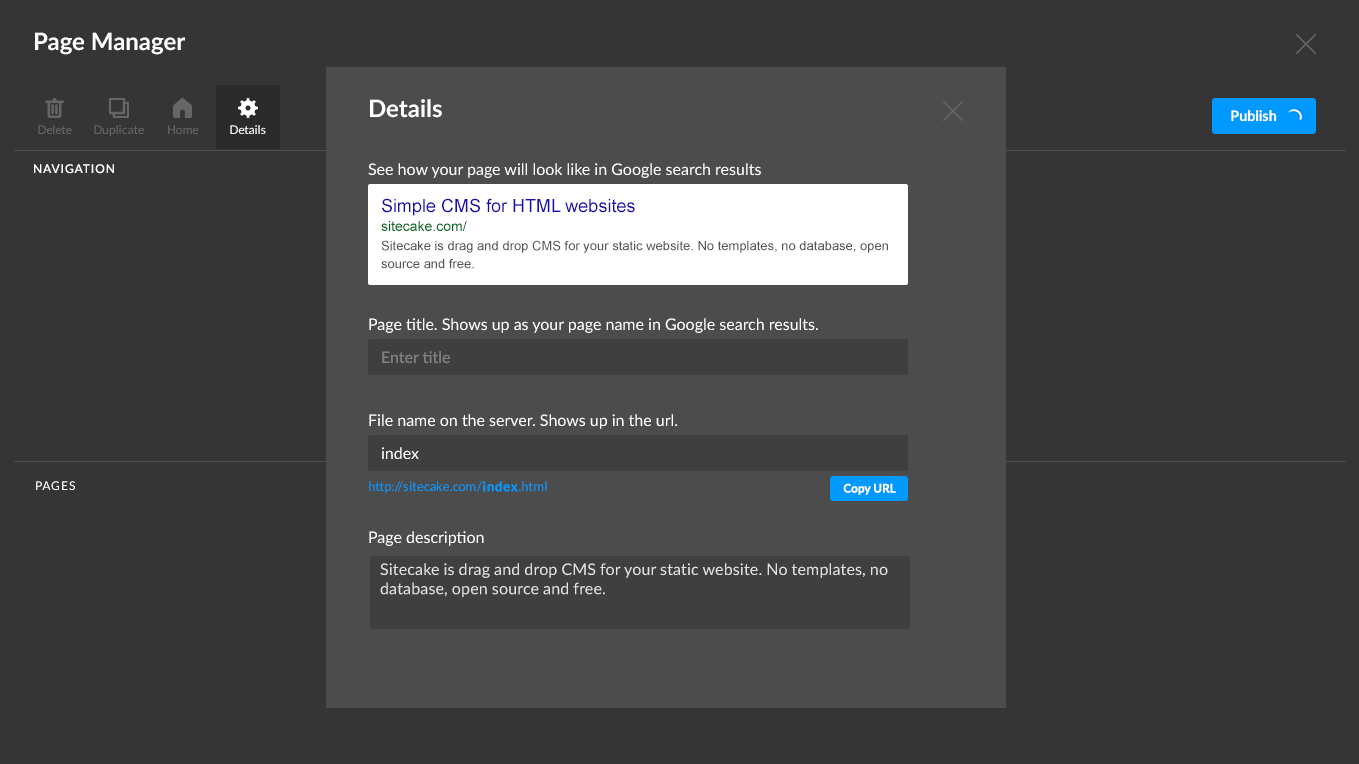 Page Manager
Delete
Duplicate
Home
Details
Publish
NAVIGATION
PAGES
Details
See how your page will look like in Google search results
Simple CMS for HTML websites
sitecake.com/
Sitecake is drag and drop CMS for your static website. No templates, no database, open
source and free.
Page title. Shows up as your page name in Google search results.
Enter title
File name on the server. Shows up in the url.
index
http://sitecake.com/index.html
Copy URL
Page description
Sitecake is drag and drop CMS for your static website. No templates, no
database, open source and free.